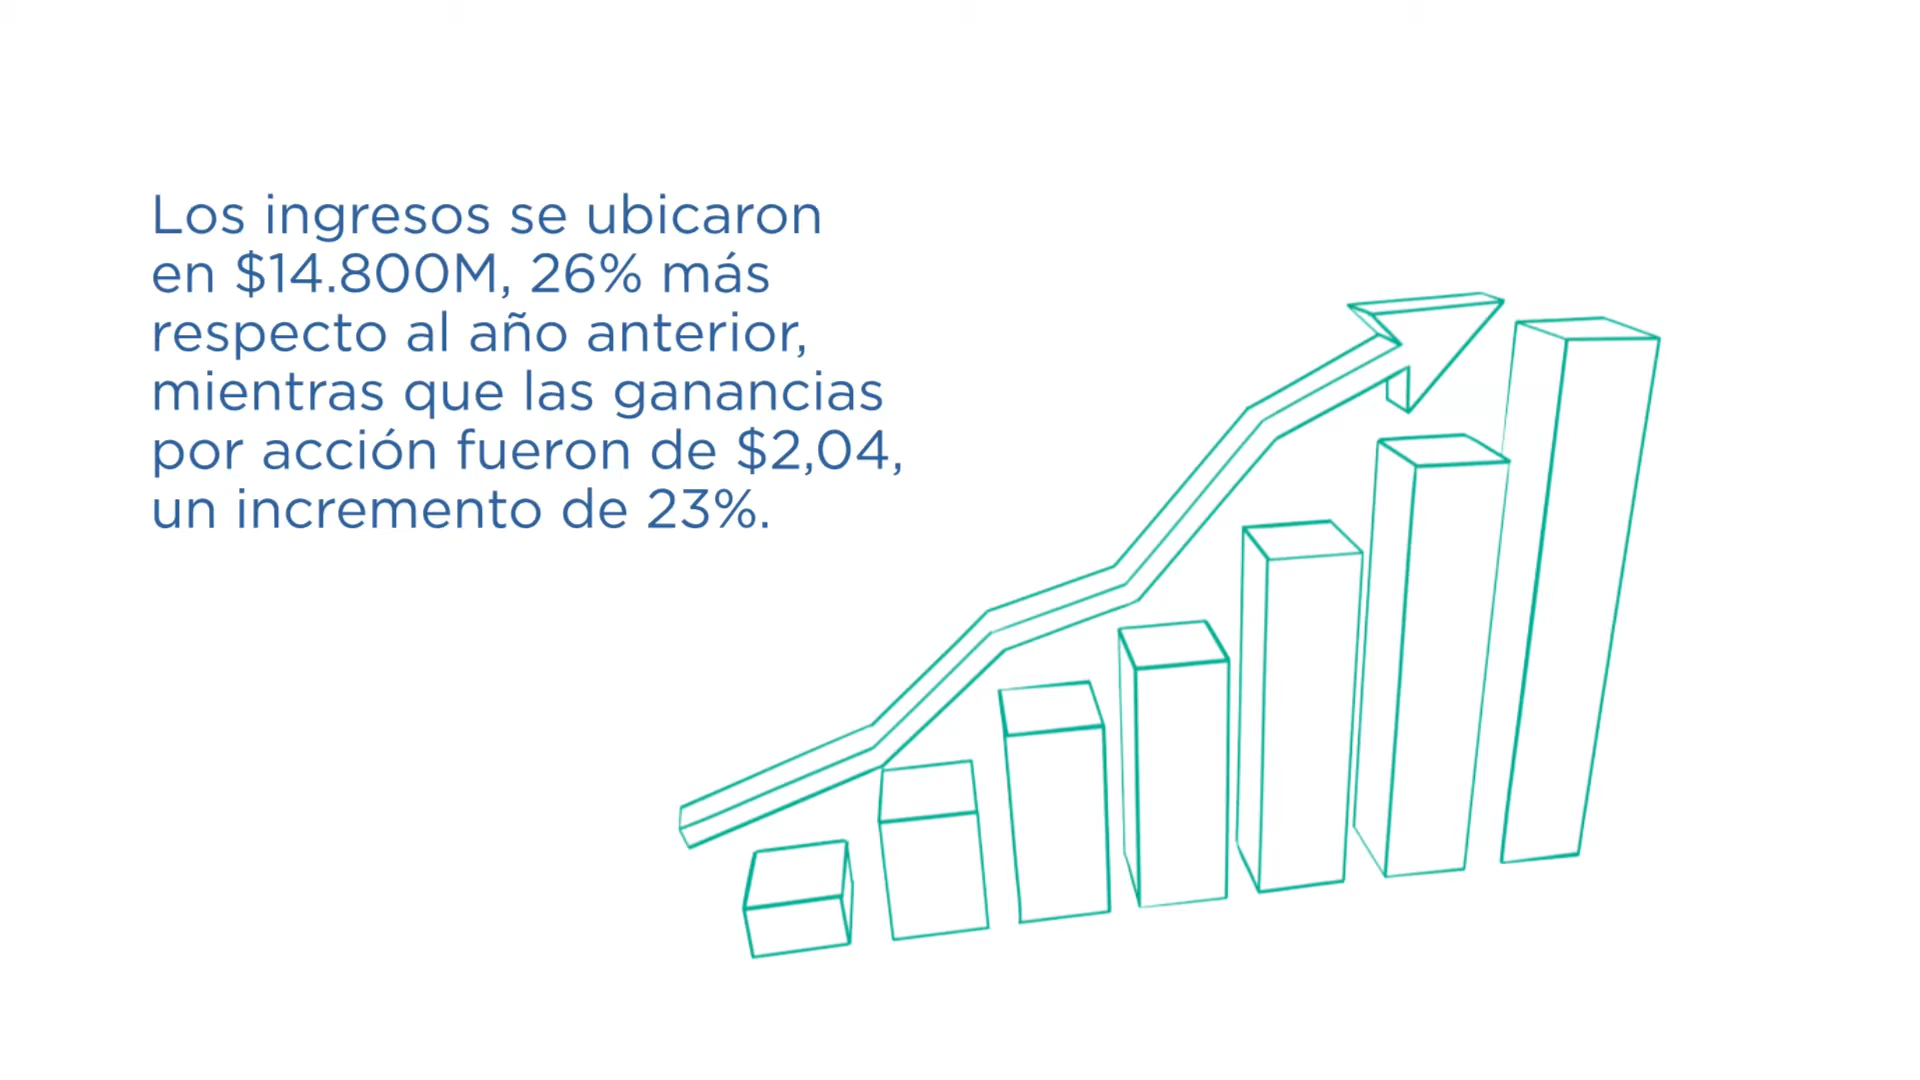 Los ingresos se ubicaron
en $14.800M, 26% más
respecto al año anterior,
mientras que las ganancias
por acción fueron de $2,04,
un incremento de 23%.